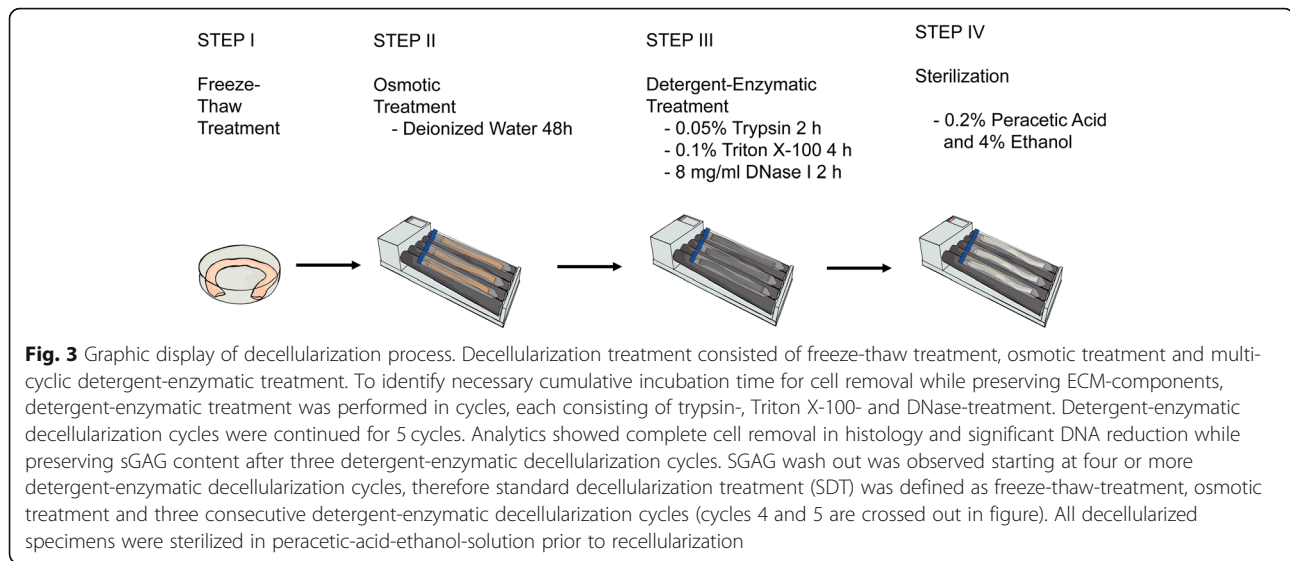 STEP I
Freeze-
Thaw
Treatment
STEP II
Osmotic
Treatment
- Deionized Water 48h
STEP III
Detergent-Enzymatic
Treatment
- 0.05% Trypsin 2 h
- 0.1% Triton X-100 4 h
- 8 mg/ml DNase I 2 h
STEP IV
Sterilization
- 0.2% Peracetic Acid
and 4% Ethanol
Fig. 3 Graphic display of decellularization process. Decellularization treatment consisted of freeze-thaw treatment, osmotic treatment and multi-
cyclic detergent-enzymatic treatment. To identify necessary cumulative incubation time for cell removal while preserving ECM-components,
detergent-enzymatic treatment was performed in cycles, each consisting of trypsin-, Triton X-100- and DNase-treatment. Detergent-enzymatic
decellularization cycles were continued for 5 cycles. Analytics showed complete cell removal in histology and significant DNA reduction while
preserving sGAG content after three detergent-enzymatic decellularization cycles. SGAG wash out was observed starting at four or more
detergent-enzymatic decellularization cycles, therefore standard decellularization treatment (SDT) was defined as freeze-thaw-treatment, osmotic
treatment and three consecutive detergent-enzymatic decellularization cycles (cycles 4 and 5 are crossed out in figure). All decellularized
specimens were sterilized in peracetic-acid-ethanol-solution prior to recellularization